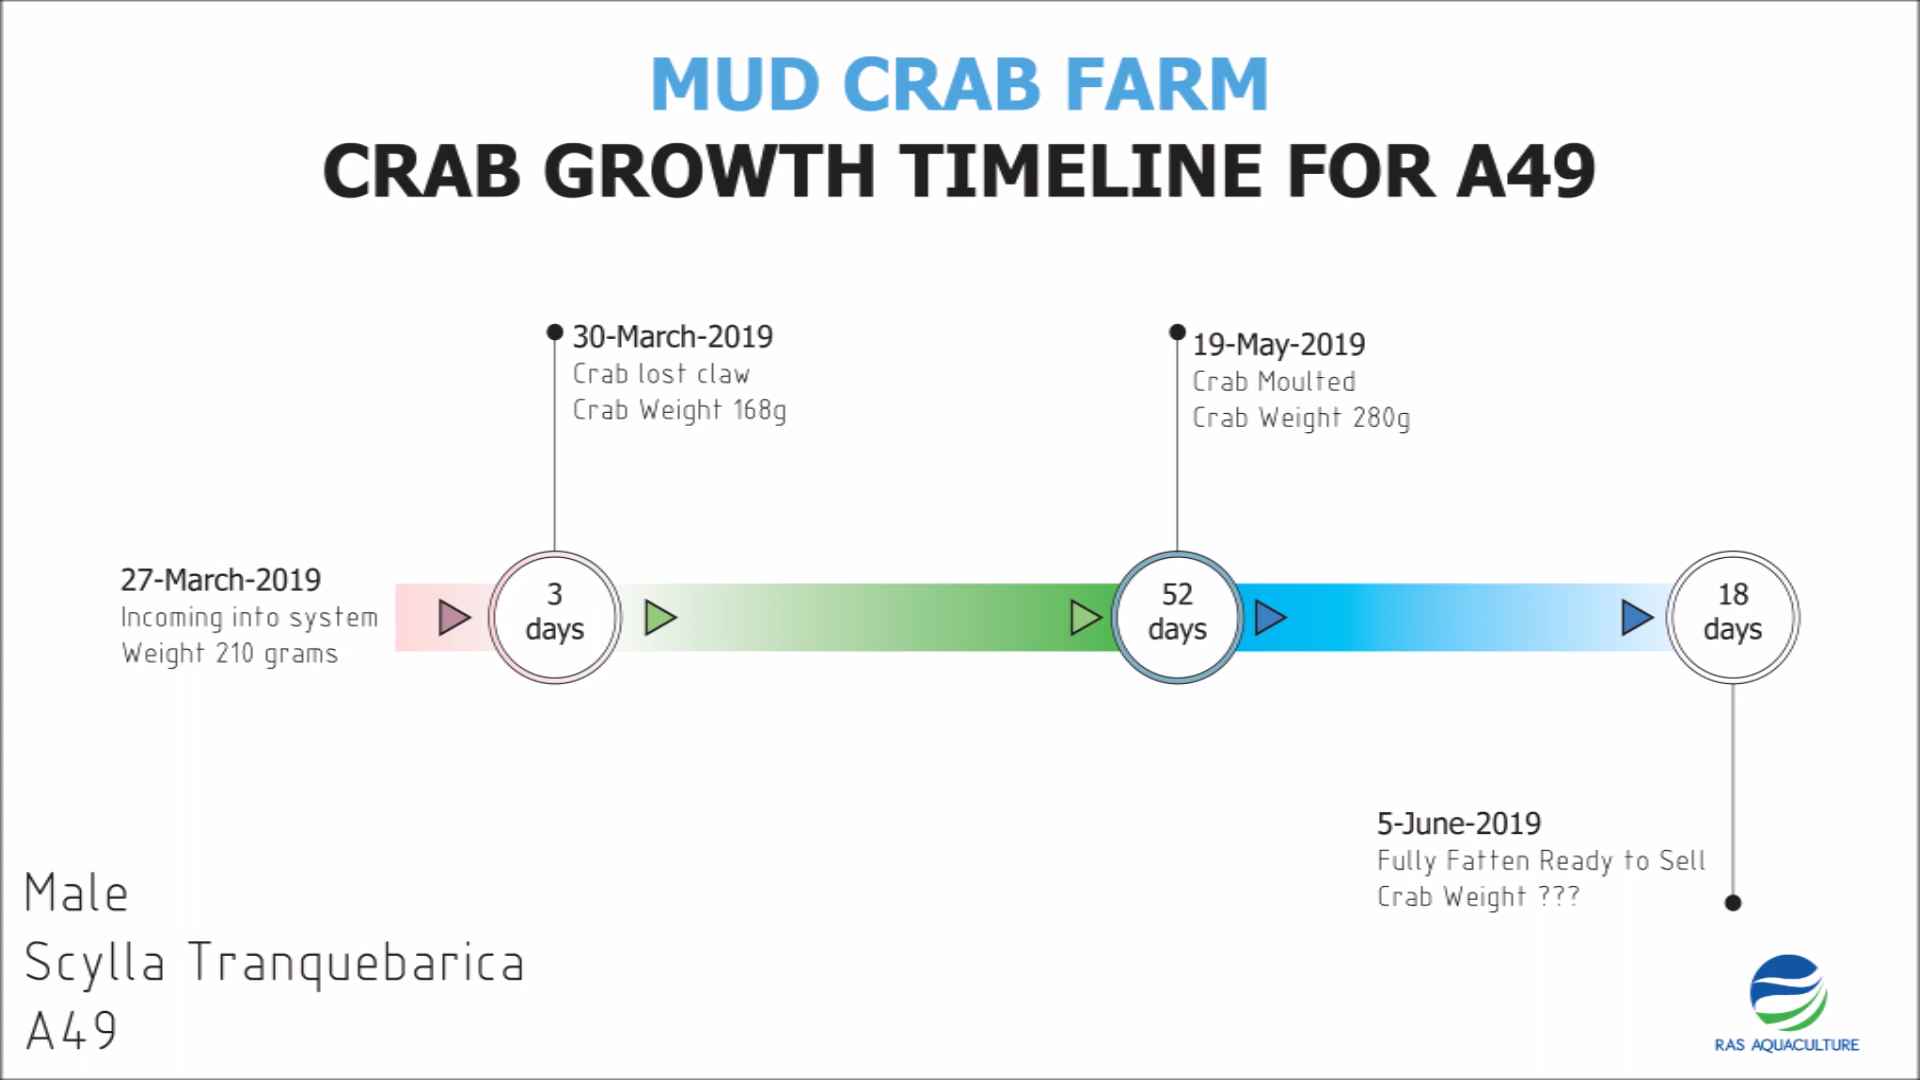 MUD CRAB FARM
CRAB GROWTH TIMELINE FOR A49
30-March-2019
Crab lost claw
Crab Weight 168g
19-May-2019
Crab Moulted
Crab Weight 280g
27-March-2019
Incoming into system
Weight 210 grams
3
days
52
days
18
days
5-June-2019
Fully Fatten Ready to Sell
Crab Weight ???
Male
Scylla Tranquebarica
A49
RAS AQUACULTURE